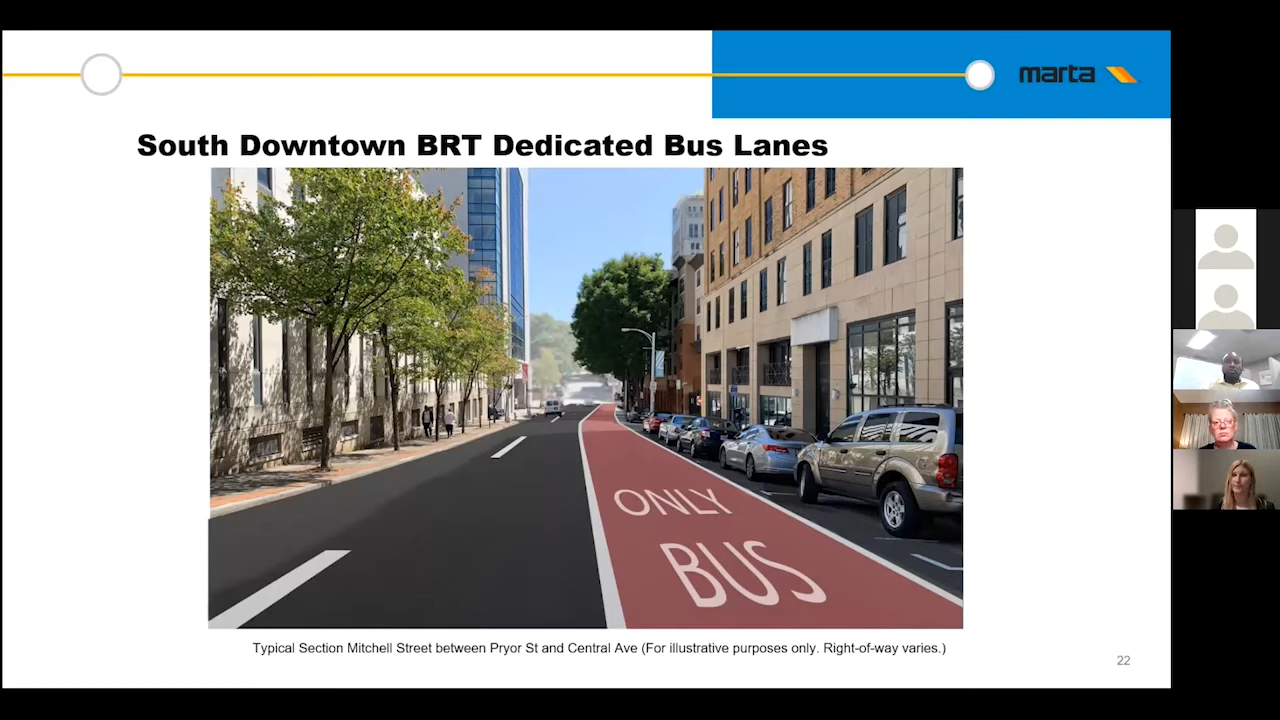 marta
South Downtown BRT Dedicated Bus Lanes
ONLY
BUS
Typical Section Mitchell Street between Pryor St and Central Ave (For illustrative purposes only. Right-of-way varies.)
22